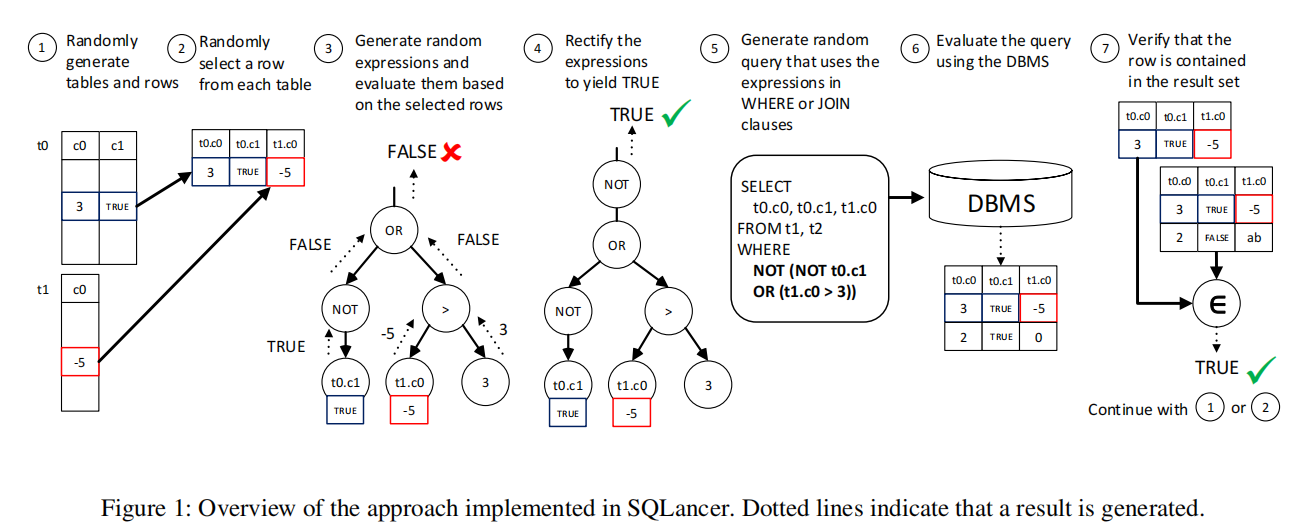 1 Randomly
generate
tables and rows
2 Randomly
select a row
from each table
3 Generate random
expressions and
evaluate them based
on the selected rows
4 Rectify the
expressions
to yield TRUE
5 Generate random
query that uses the
expressions in
WHERE or JOIN
clauses
6 Evaluate the query
using the DBMS
7 Verify that the
row is contained
in the result set
t0
c0 c1
3 TRUE
t1
c0
-5
t0.c0 t0.c1 t1.c0
3 TRUE -5
FALSE
OR
FALSE FALSE
NOT >
TRUE -5 3
t0.c1 t1.c0 3
TRUE -5
TRUE
NOT
OR
NOT >
t0.c1 t1.c0 3
TRUE -5
SELECT
t0.c0, t0.c1, t1.c0
FROM t1, t2
WHERE
NOT (NOT t0.c1
OR (t1.c0 > 3))
DBMS
t0.c0 t0.c1 t1.c0
3 TRUE -5
2 TRUE 0
t0.c0 t0.c1 t1.c0
3 TRUE -5
t0.c0 t0.c1 t1.c0
3 TRUE -5
2 FALSE ab
∈
TRUE
Continue with 1 or 2
Figure 1: Overview of the approach implemented in SQLancer. Dotted lines indicate that a result is generated.